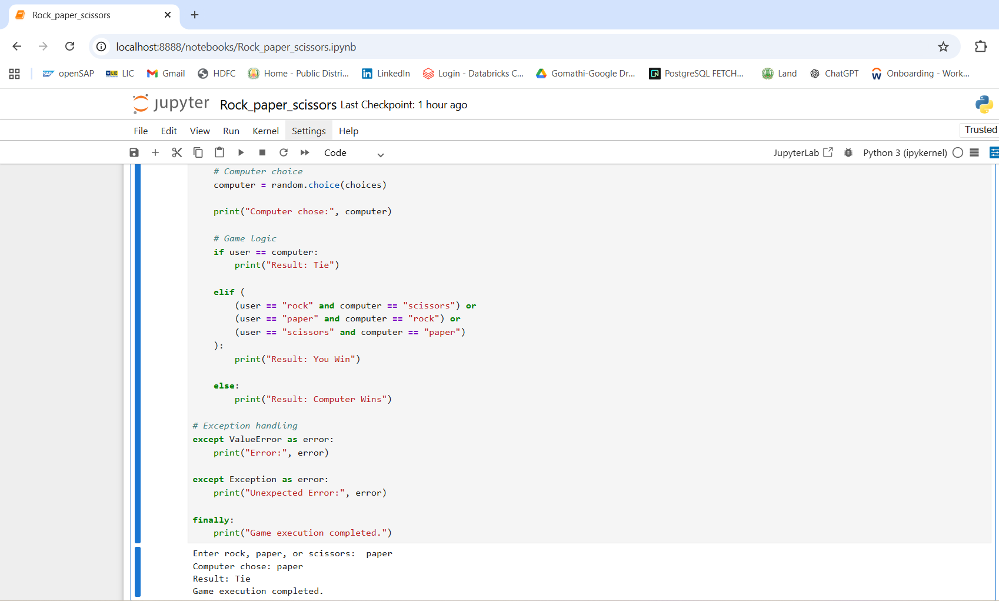 Rock_paper_scissors
localhost:8888/notebooks/Rock_paper_scissors.ipynb
openSAP LIC Gmail HDFC Home - Public Distri... LinkedIn Login - Databricks C... Gomathi-Google Dr... PostgreSQL FETCH... Land ChatGPT Onboarding - Work...
jupyter Rock_paper_scissors Last Checkpoint: 1 hour ago
File Edit View Run Kernel Settings Help Trusted
Code JupyterLab Python 3 (ipykernel)
# Computer choice
computer = random.choice(choices)
print("Computer chose:", computer)
# Game logic
if user == computer:
print("Result: Tie")
elif (
(user == "rock" and computer == "scissors") or
(user == "paper" and computer == "rock") or
(user == "scissors" and computer == "paper")
):
print("Result: You Win")
else:
print("Result: Computer Wins")
# Exception handling
except ValueError as error:
print("Error:", error)
except Exception as error:
print("Unexpected Error:", error)
finally:
print("Game execution completed.")
Enter rock, paper, or scissors: paper
Computer chose: paper
Result: Tie
Game execution completed.